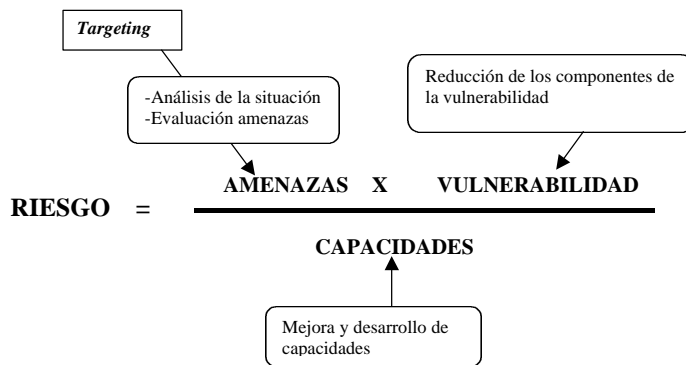 Targeting
-Análisis de la situación
-Evaluación amenazas
Reducción de los componentes de
la vulnerabilidad
AMENAZAS X VULNERABILIDAD
RIESGO =
CAPACIDADES
Mejora y desarrollo de
capacidades